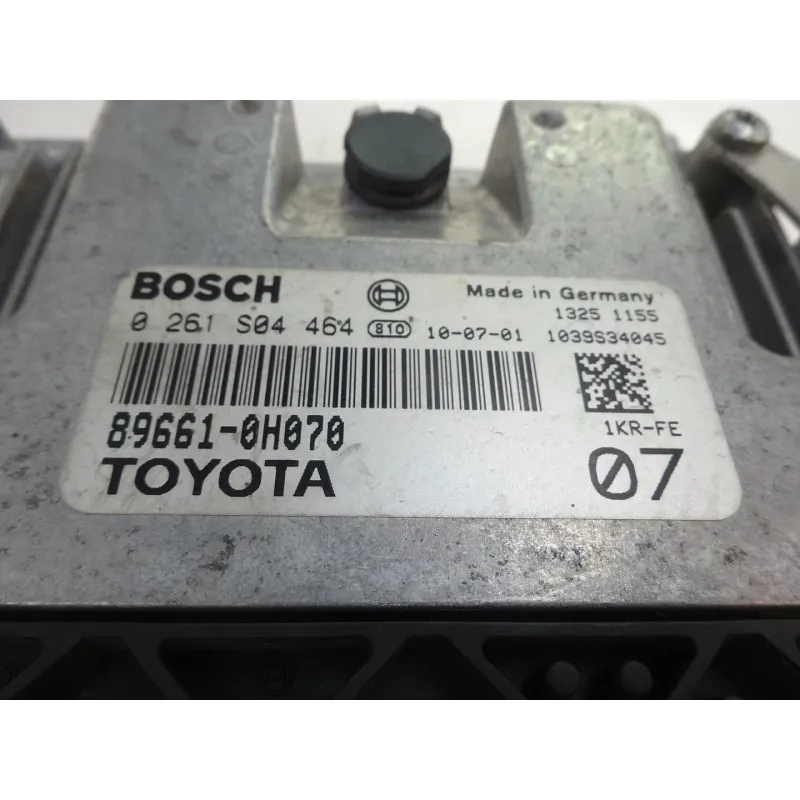 BOSCH Made in Germany
1325 1155
0 261 S04 464 810 10-07-01 1039S34045
89661-0H070 1KR-FE
TOYOTA 07